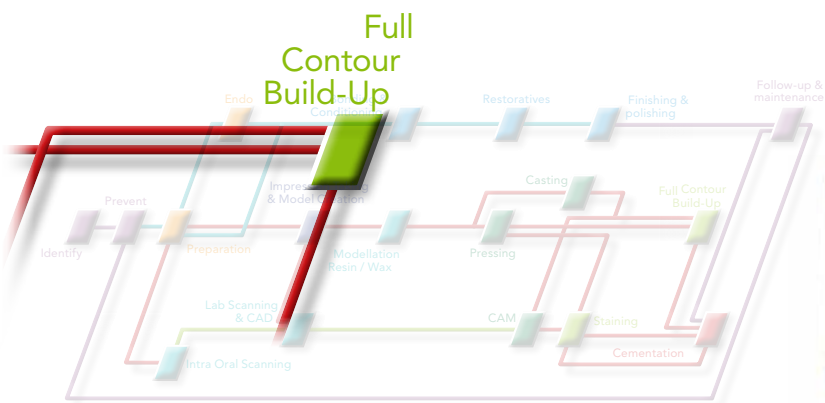 Full
Contour
Build-Up
Endo
Conditioning
Restoratives
Finishing &
polishing
Follow-up &
maintenance
Casting
Full Contour
Build-Up
Prevent
& Model Creation
Identify
Preparation
Modellation
Resin / Wax
Pressing
Lab Scanning
& CAD
CAM
Staining
Cementation
Intra Oral Scanning